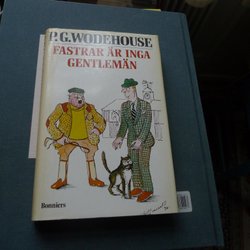 P.G. WODEHOUSE
FASTRAR ÄR INGA
GENTLEMÄN
Bonniers